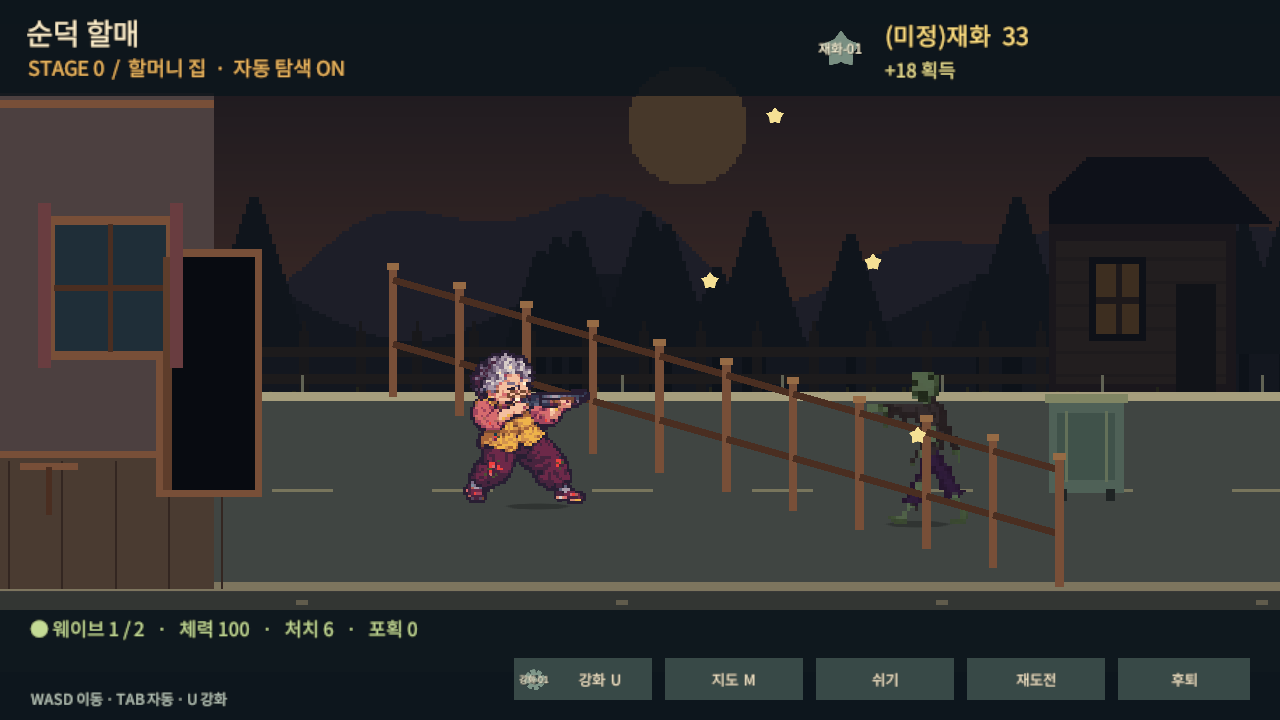 순덕 할매
STAGE 0 / 할머니 집 · 자동 탐색 ON
재화-01
(미정)재화 33
+18 획득
웨이브 1 / 2 · 체력 100 · 처치 6 · 포획 0
WASD 이동 · TAB 자동 · U 강화
강화-01
강화 U
지도 M
쉬기
재도전
후퇴